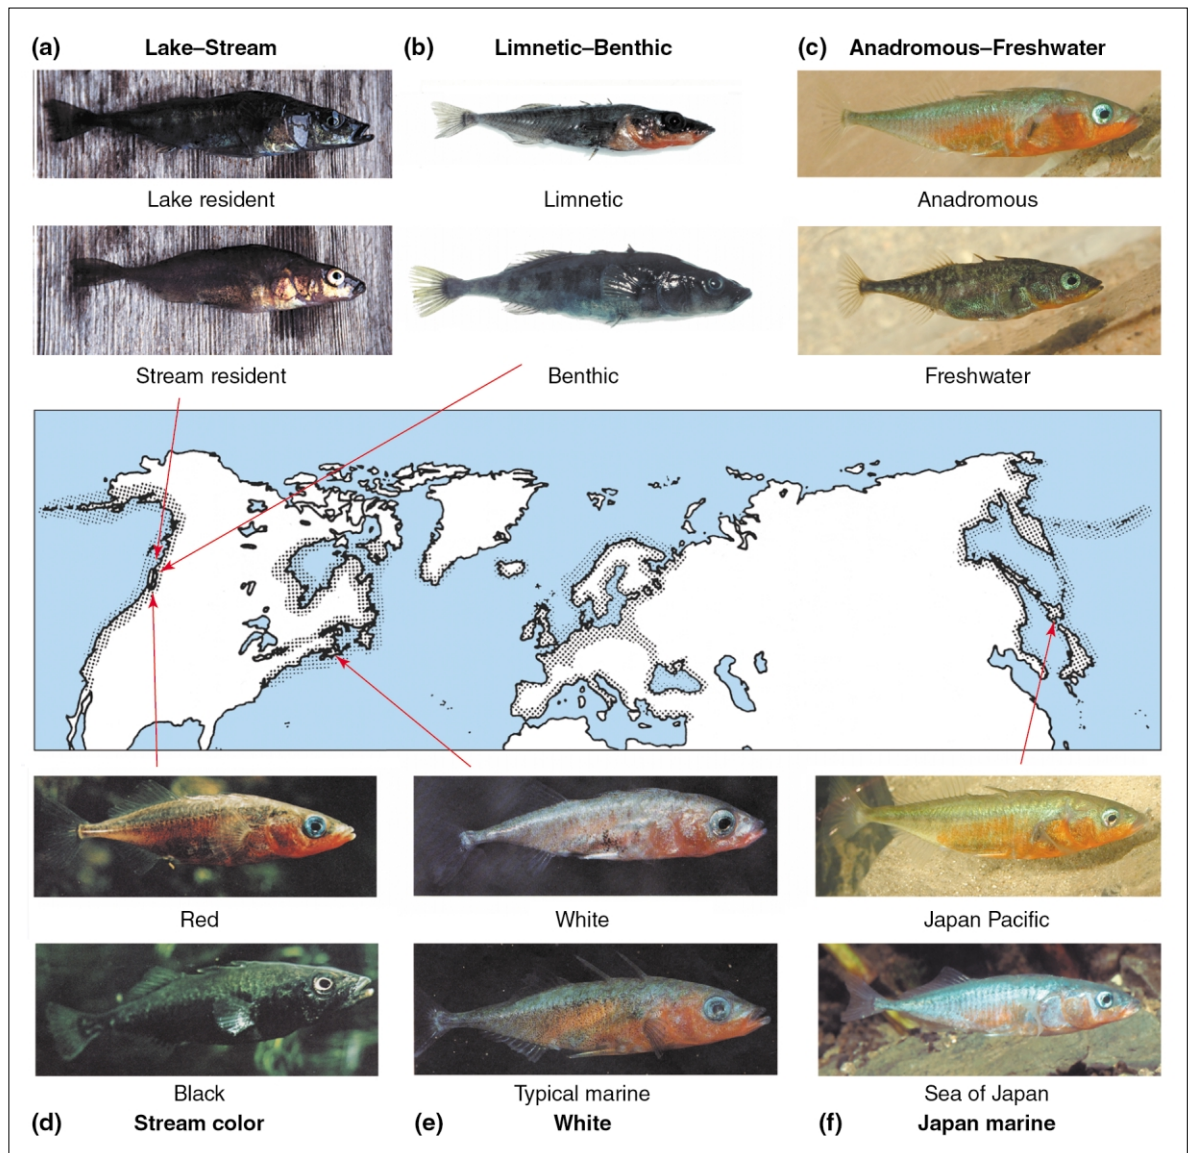 (a) Lake–Stream
(b) Limnetic–Benthic
(c) Anadromous–Freshwater
Lake resident
Limnetic
Anadromous
Stream resident
Benthic
Freshwater
Red
White
Japan Pacific
Black
Typical marine
Sea of Japan
(d) Stream color
(e) White
(f) Japan marine